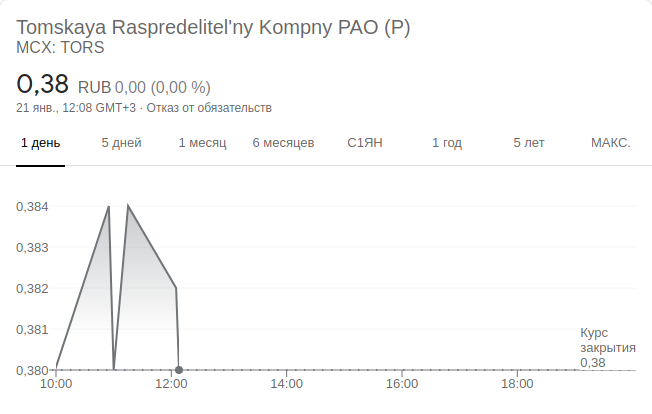 Tomskaya Raspredelitel'ny Kompny PAO (P)
MCX: TORS
0,38 RUB 0,00 (0,00 %)
21 янв., 12:08 GMT+3 · Отказ от обязательств
1 день 5 дней 1 месяц 6 месяцев С1ЯН 1 год 5 лет МАКС.
0,384
0,383
0,382
0,381
0,380
Курс
закрытия
0,38
10:00 12:00 14:00 16:00 18:00